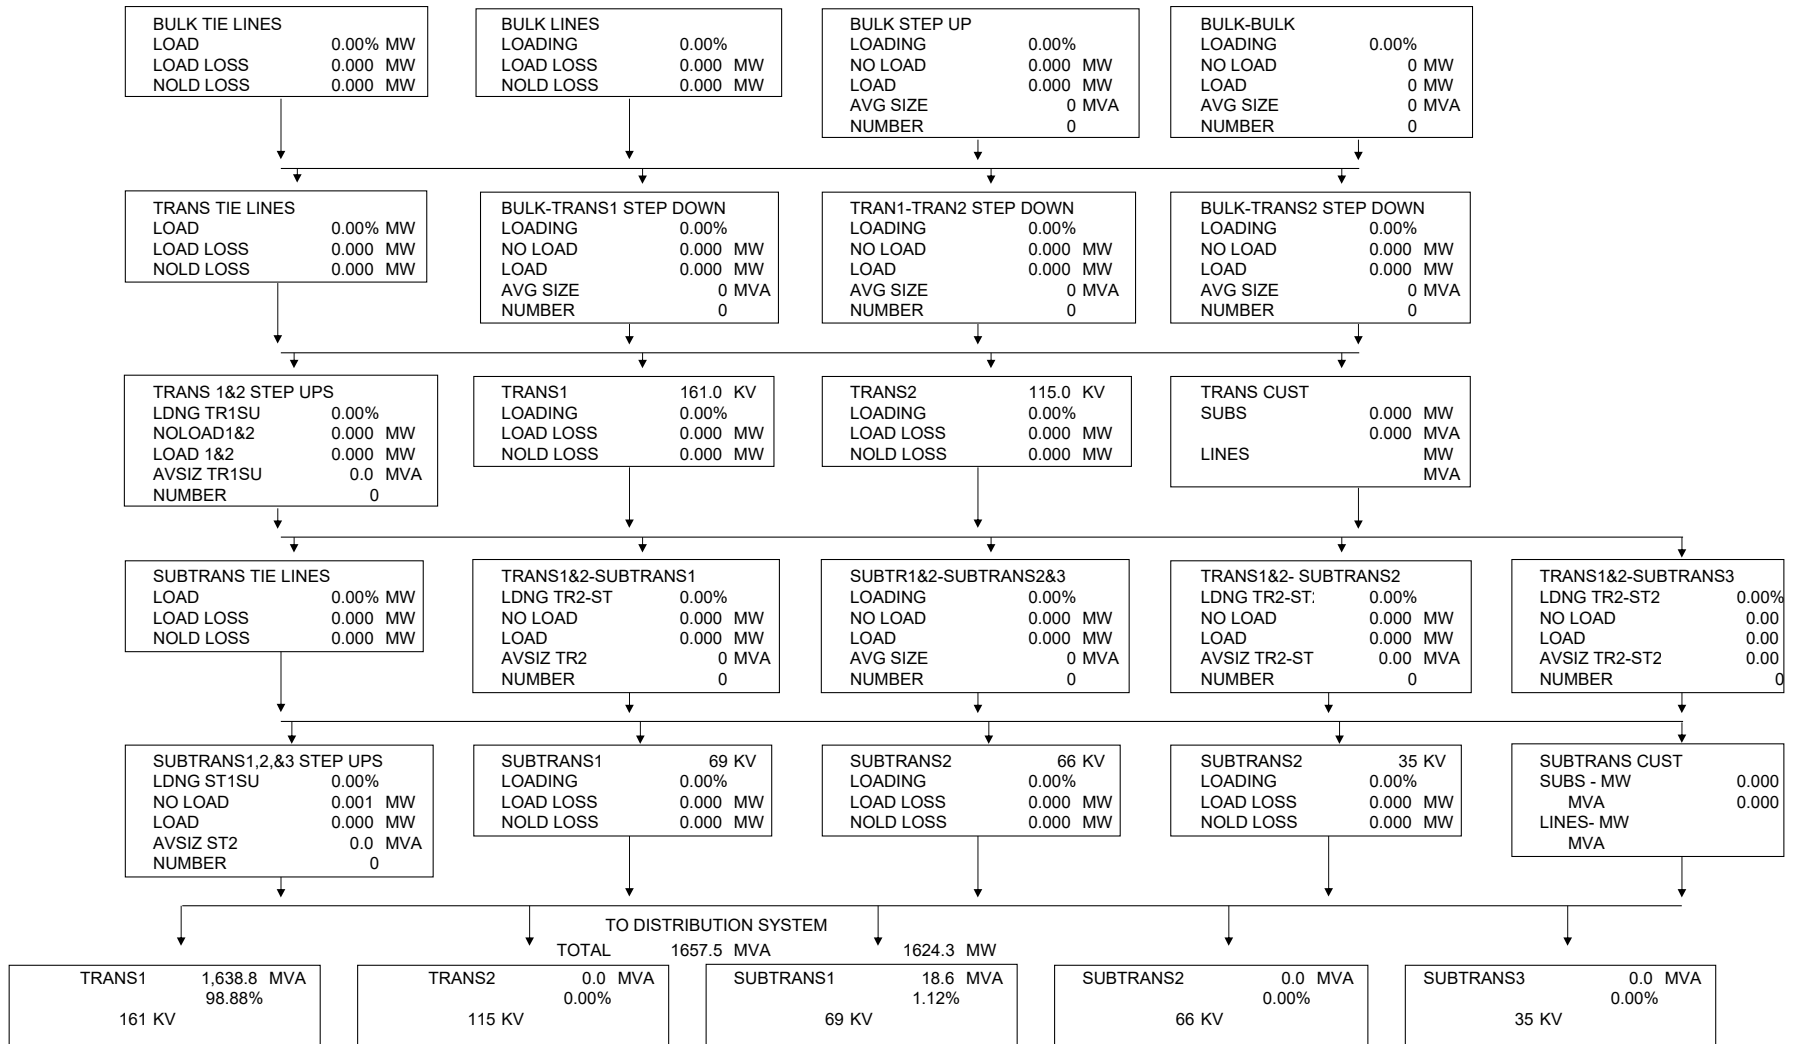 BULK TIE LINES
LOAD 0.00% MW
LOAD LOSS 0.000 MW
NOLD LOSS 0.000 MW
BULK LINES
LOADING 0.00%
LOAD LOSS 0.000 MW
NOLD LOSS 0.000 MW
BULK STEP UP
LOADING 0.00%
NO LOAD 0.000 MW
LOAD 0.000 MW
AVG SIZE 0 MVA
NUMBER 0
BULK-BULK
LOADING 0.00%
NO LOAD 0 MW
LOAD 0 MW
AVG SIZE 0 MVA
NUMBER 0
TRANS TIE LINES
LOAD 0.00% MW
LOAD LOSS 0.000 MW
NOLD LOSS 0.000 MW
BULK-TRANS1 STEP DOWN
LOADING 0.00%
NO LOAD 0.000 MW
LOAD 0.000 MW
AVG SIZE 0 MVA
NUMBER 0
TRAN1-TRAN2 STEP DOWN
LOADING 0.00%
NO LOAD 0.000 MW
LOAD 0.000 MW
AVG SIZE 0 MVA
NUMBER 0
BULK-TRANS2 STEP DOWN
LOADING 0.00%
NO LOAD 0.000 MW
LOAD 0.000 MW
AVG SIZE 0 MVA
NUMBER 0
TRANS 1&2 STEP UPS
LDNG TR1SU 0.00%
NOLOAD1&2 0.000 MW
LOAD 1&2 0.000 MW
AVSIZ TR1SU 0.0 MVA
NUMBER 0
TRANS1 161.0 KV
LOADING 0.00%
LOAD LOSS 0.000 MW
NOLD LOSS 0.000 MW
TRANS2 115.0 KV
LOADING 0.00%
LOAD LOSS 0.000 MW
NOLD LOSS 0.000 MW
TRANS CUST
SUBS 0.000 MW
0.000 MVA
LINES MW
MVA
SUBTRANS TIE LINES
LOAD 0.00% MW
LOAD LOSS 0.000 MW
NOLD LOSS 0.000 MW
TRANS1&2-SUBTRANS1
LDNG TR2-ST 0.00%
NO LOAD 0.000 MW
LOAD 0.000 MW
AVSIZ TR2 0 MVA
NUMBER 0
SUBTR1&2-SUBTRANS2&3
LOADING 0.00%
NO LOAD 0.000 MW
LOAD 0.000 MW
AVG SIZE 0 MVA
NUMBER 0
TRANS1&2- SUBTRANS2
LDNG TR2-ST: 0.00%
NO LOAD 0.000 MW
LOAD 0.000 MW
AVSIZ TR2-ST 0.00 MVA
NUMBER 0
TRANS1&2-SUBTRANS3
LDNG TR2-ST2 0.00%
NO LOAD 0.00
LOAD 0.00
AVSIZ TR2-ST2 0.00
NUMBER 0
SUBTRANS1,2,&3 STEP UPS
LDNG ST1SU 0.00%
NO LOAD 0.001 MW
LOAD 0.000 MW
AVSIZ ST2 0.0 MVA
NUMBER 0
SUBTRANS1 69 KV
LOADING 0.00%
LOAD LOSS 0.000 MW
NOLD LOSS 0.000 MW
SUBTRANS2 66 KV
LOADING 0.00%
LOAD LOSS 0.000 MW
NOLD LOSS 0.000 MW
SUBTRANS2 35 KV
LOADING 0.00%
LOAD LOSS 0.000 MW
NOLD LOSS 0.000 MW
SUBTRANS CUST
SUBS - MW 0.000
MVA 0.000
LINES- MW
MVA
TO DISTRIBUTION SYSTEM
TOTAL 1657.5 MVA 1624.3 MW
TRANS1 1,638.8 MVA
98.88%
161 KV
TRANS2 0.0 MVA
0.00%
115 KV
SUBTRANS1 18.6 MVA
1.12%
69 KV
SUBTRANS2 0.0 MVA
0.00%
66 KV
SUBTRANS3 0.0 MVA
0.00%
35 KV